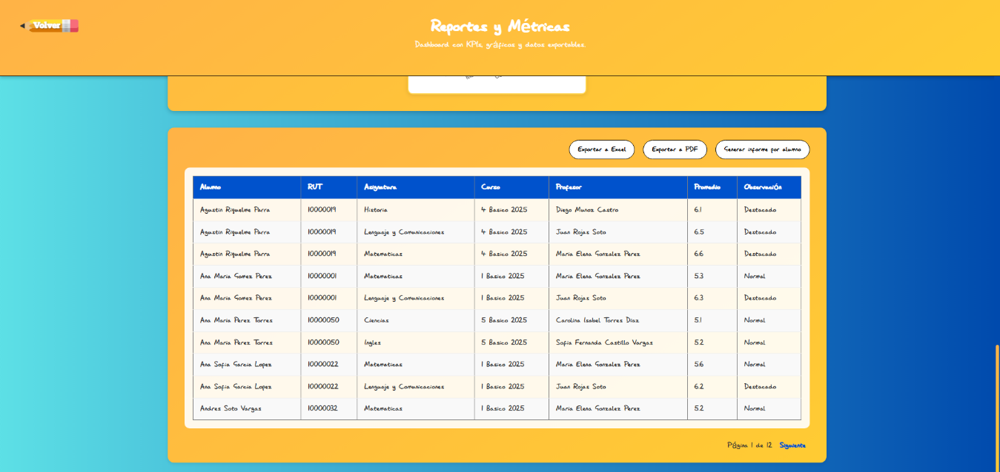 ◄ Volver
Reportes y Métricas
Dashboard con KPIs, gráficos y datos exportables.
Exportar a Excel Exportar a PDF Generar informe por alumno
Alumno RUT Asignatura Curso Profesor Promedio Observación
Agustin Riquelme Parra 10000019 Historia 4 Basico 2025 Diego Munoz Castro 6.1 Destacado
Agustin Riquelme Parra 10000019 Lenguaje y Comunicaciones 4 Basico 2025 Juan Rojas Soto 6.5 Destacado
Agustin Riquelme Parra 10000019 Matematicas 4 Basico 2025 Maria Elena Gonzalez Perez 6.6 Destacado
Ana Maria Gomez Perez 10000001 Matematicas 1 Basico 2025 Maria Elena Gonzalez Perez 5.3 Normal
Ana Maria Gomez Perez 10000001 Lenguaje y Comunicaciones 1 Basico 2025 Juan Rojas Soto 6.3 Destacado
Ana Maria Perez Torres 10000050 Ciencias 5 Basico 2025 Carolina Isabel Torres Diaz 5.1 Normal
Ana Maria Perez Torres 10000050 Ingles 5 Basico 2025 Sofia Fernanda Castillo Vargas 5.2 Normal
Ana Sofia Garcia Lopez 10000022 Matematicas 1 Basico 2025 Maria Elena Gonzalez Perez 5.6 Normal
Ana Sofia Garcia Lopez 10000022 Lenguaje y Comunicaciones 1 Basico 2025 Juan Rojas Soto 6.2 Destacado
Andres Soto Vargas 10000032 Matematicas 1 Basico 2025 Maria Elena Gonzalez Perez 5.2 Normal
Página 1 de 12 Siguiente